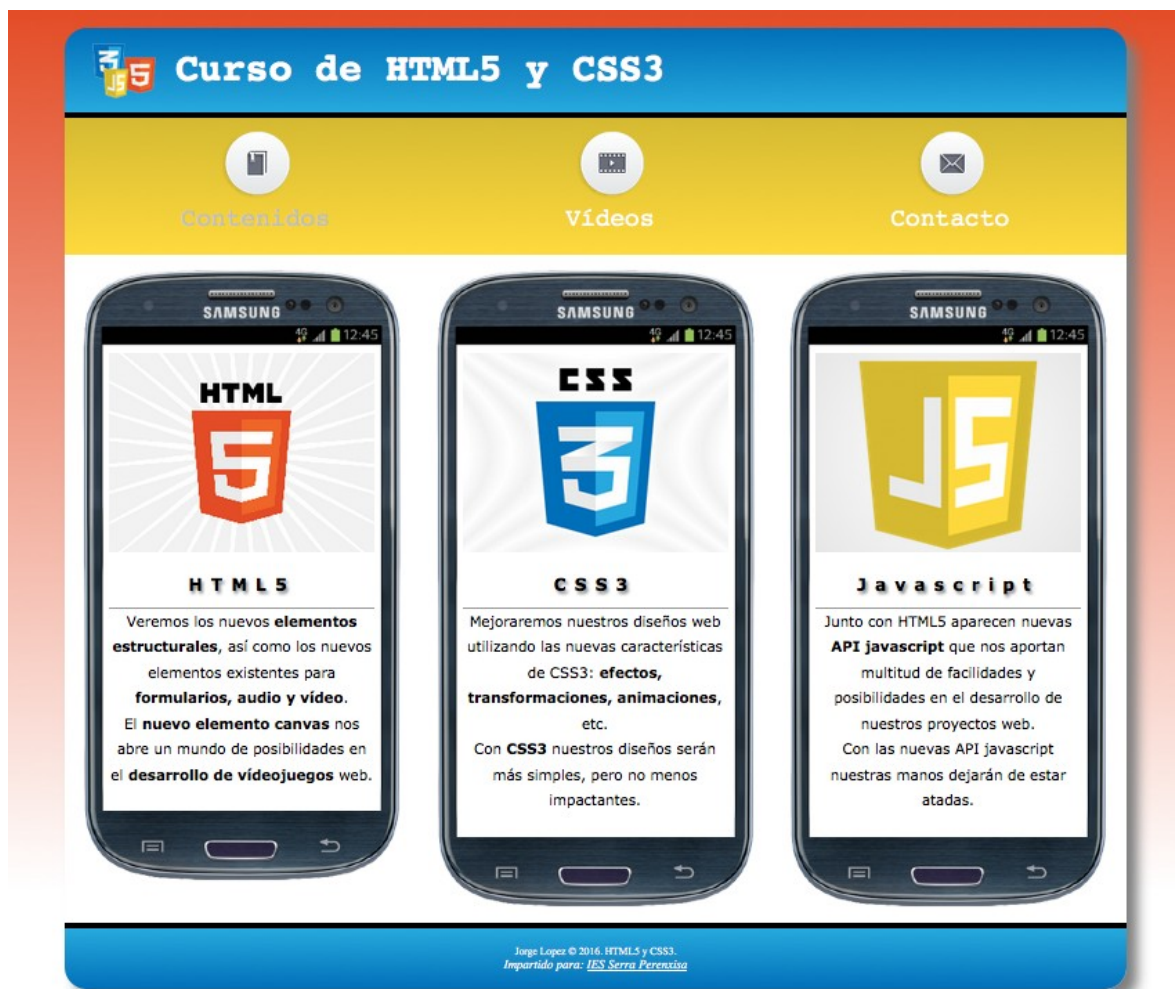 Curso de HTML5 y CSS3
Contenidos
Vídeos
Contacto
SAMSUNG
4G 12:45
HTML
5
HTML5
Veremos los nuevos elementos
estructurales, así como los nuevos
elementos existentes para
formularios, audio y vídeo.
El nuevo elemento canvas nos
abre un mundo de posibilidades en
el desarrollo de vídeojuegos web.
SAMSUNG
4G 12:45
CSS
3
CSS3
Mejoraremos nuestros diseños web
utilizando las nuevas características
de CSS3: efectos,
transformaciones, animaciones,
etc.
Con CSS3 nuestros diseños serán
más simples, pero no menos
impactantes.
SAMSUNG
4G 12:45
JS
Javascript
Junto con HTML5 aparecen nuevas
API javascript que nos aportan
multitud de facilidades y
posibilidades en el desarrollo de
nuestros proyectos web.
Con las nuevas API javascript
nuestras manos dejarán de estar
atadas.
Jorge Lopez © 2016. HTML5 y CSS3.
Impartido para: IES Serra Perenxisa